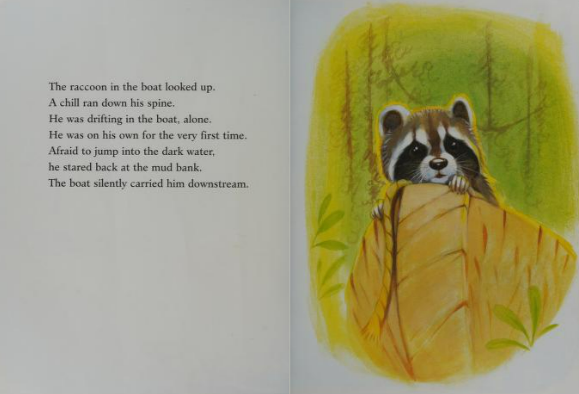 The raccoon in the boat looked up.
A chill ran down his spine.
He was drifting in the boat, alone.
He was on his own for the very first time.
Afraid to jump into the dark water,
he stared back at the mud bank.
The boat silently carried him downstream.